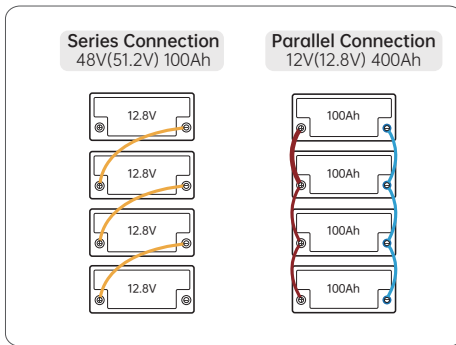 Series Connection
48V(51.2V) 100Ah
12.8V
12.8V
12.8V
12.8V
Parallel Connection
12V(12.8V) 400Ah
100Ah
100Ah
100Ah
100Ah